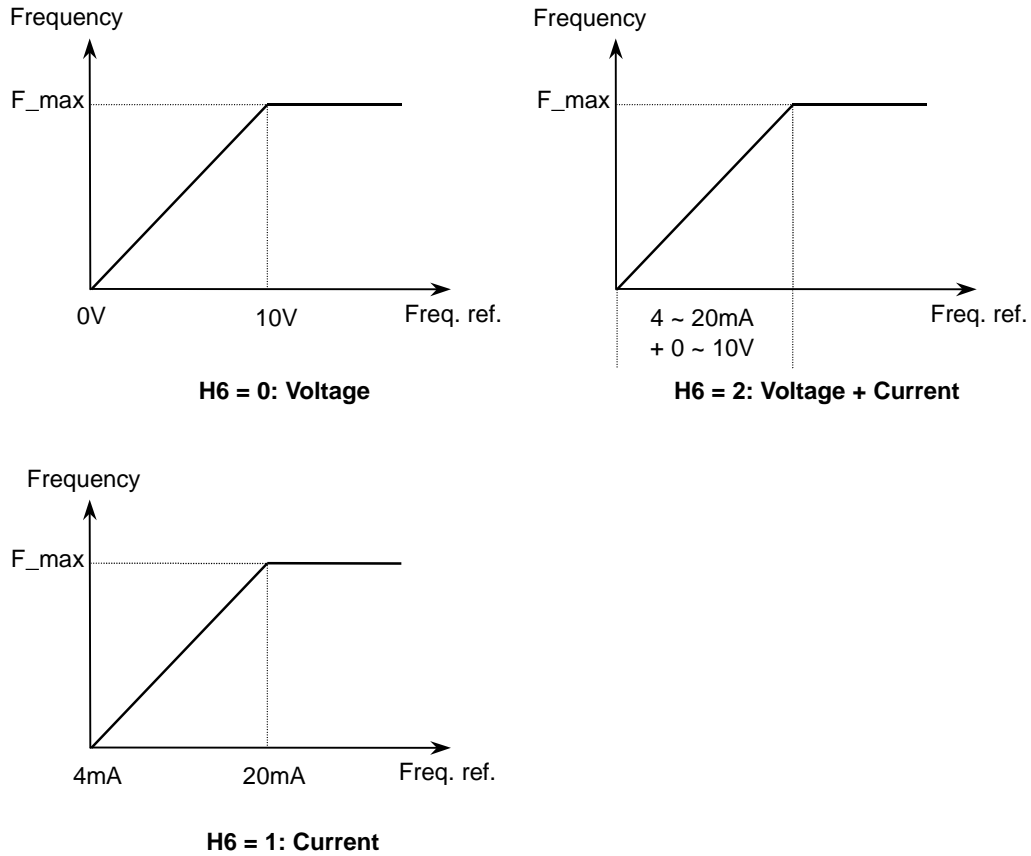 Frequency
F_max
0V
10V
Freq. ref.
H6 = 0: Voltage
Frequency
F_max
4 ~ 20mA
+ 0 ~ 10V
Freq. ref.
H6 = 2: Voltage + Current
Frequency
F_max
4mA
20mA
Freq. ref.
H6 = 1: Current